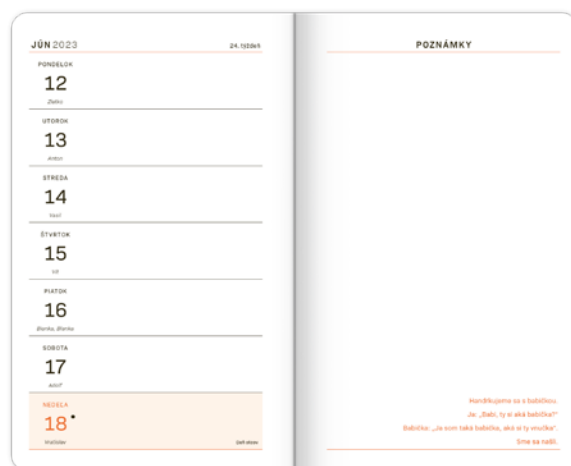 JÚN 2023
24. týždeň
PONDELOK
12
Zlatko
UTOROK
13
Anton
STREDA
14
Vasil
ŠTVRTOK
15
Vít
PIATOK
16
Blanka, Bianka
SOBOTA
17
Adolf
NEDEĽA
18
Vratislav
Deň otcov
POZNÁMKY
Handrkujeme sa s babičkou.
Ja: „Babi, ty si aká babička?"
Babička: „Ja som taká babička, aká si ty vnučka".
Sme sa našli.